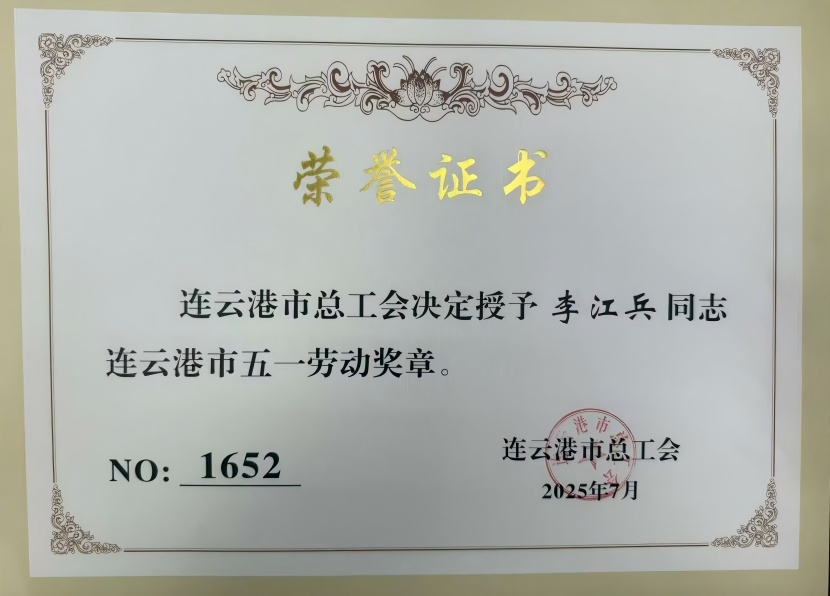 荣誉证书
连云港市总工会决定授予 李江兵 同志
连云港市五一劳动奖章。
NO: 1652
连云港市总工会
2025年7月